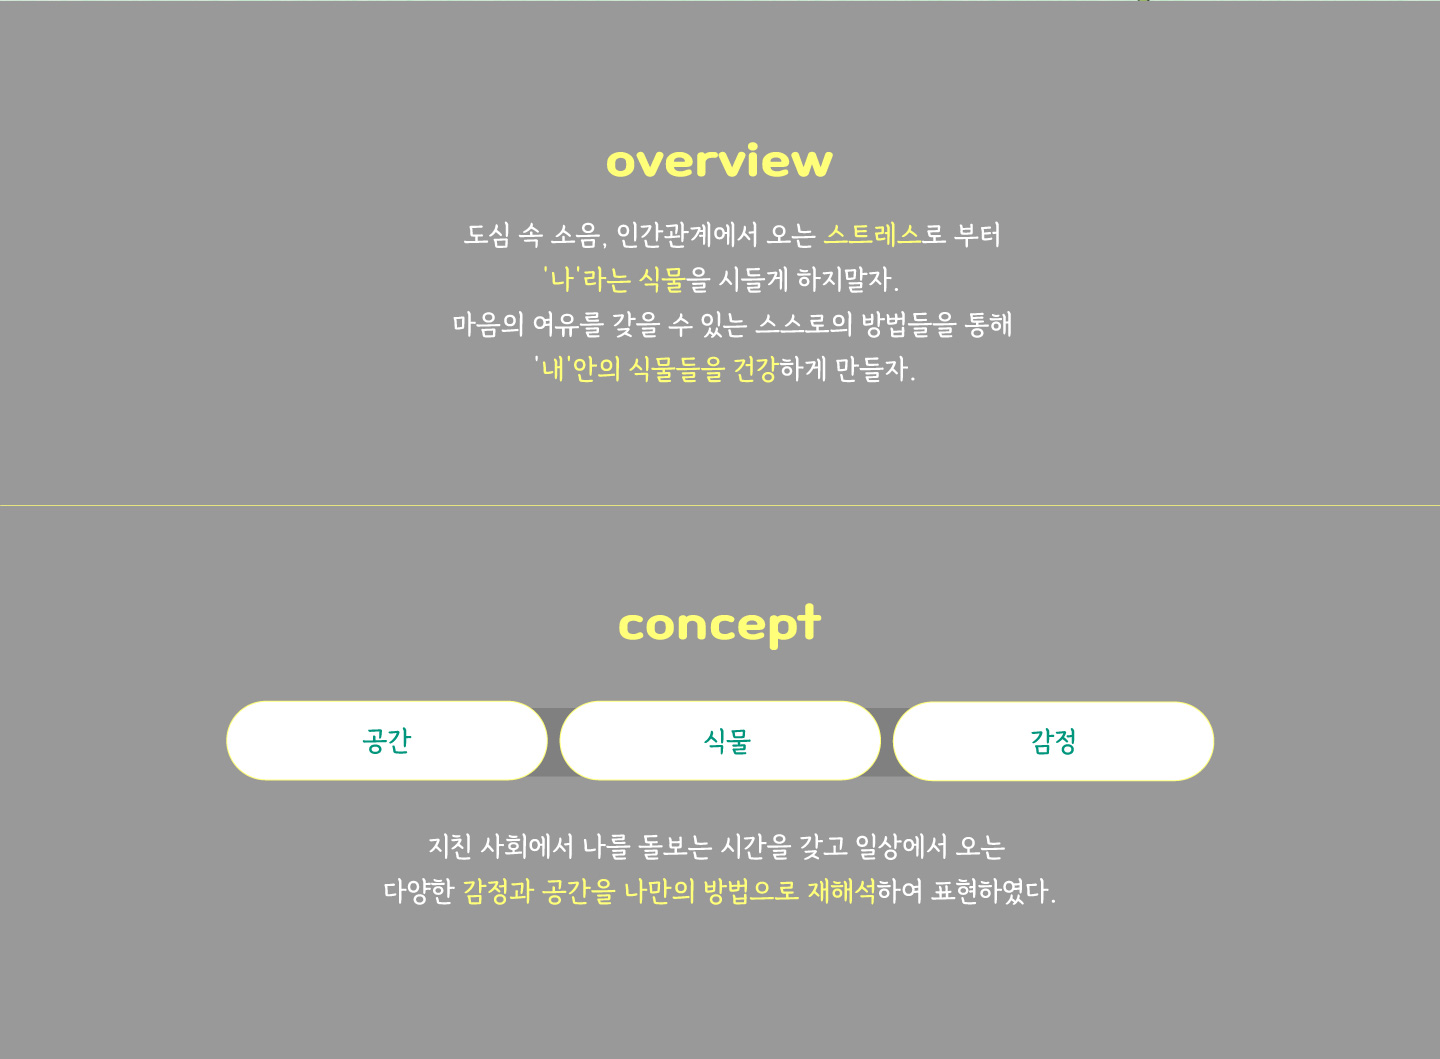 overview
도심 속 소음, 인간관계에서 오는 스트레스로 부터
'나'라는 식물을 시들게 하지말자.
마음의 여유를 갖을 수 있는 스스로의 방법들을 통해
'내'안의 식물들을 건강하게 만들자.
concept
공간
식물
감정
지친 사회에서 나를 돌보는 시간을 갖고 일상에서 오는
다양한 감정과 공간을 나만의 방법으로 재해석하여 표현하였다.